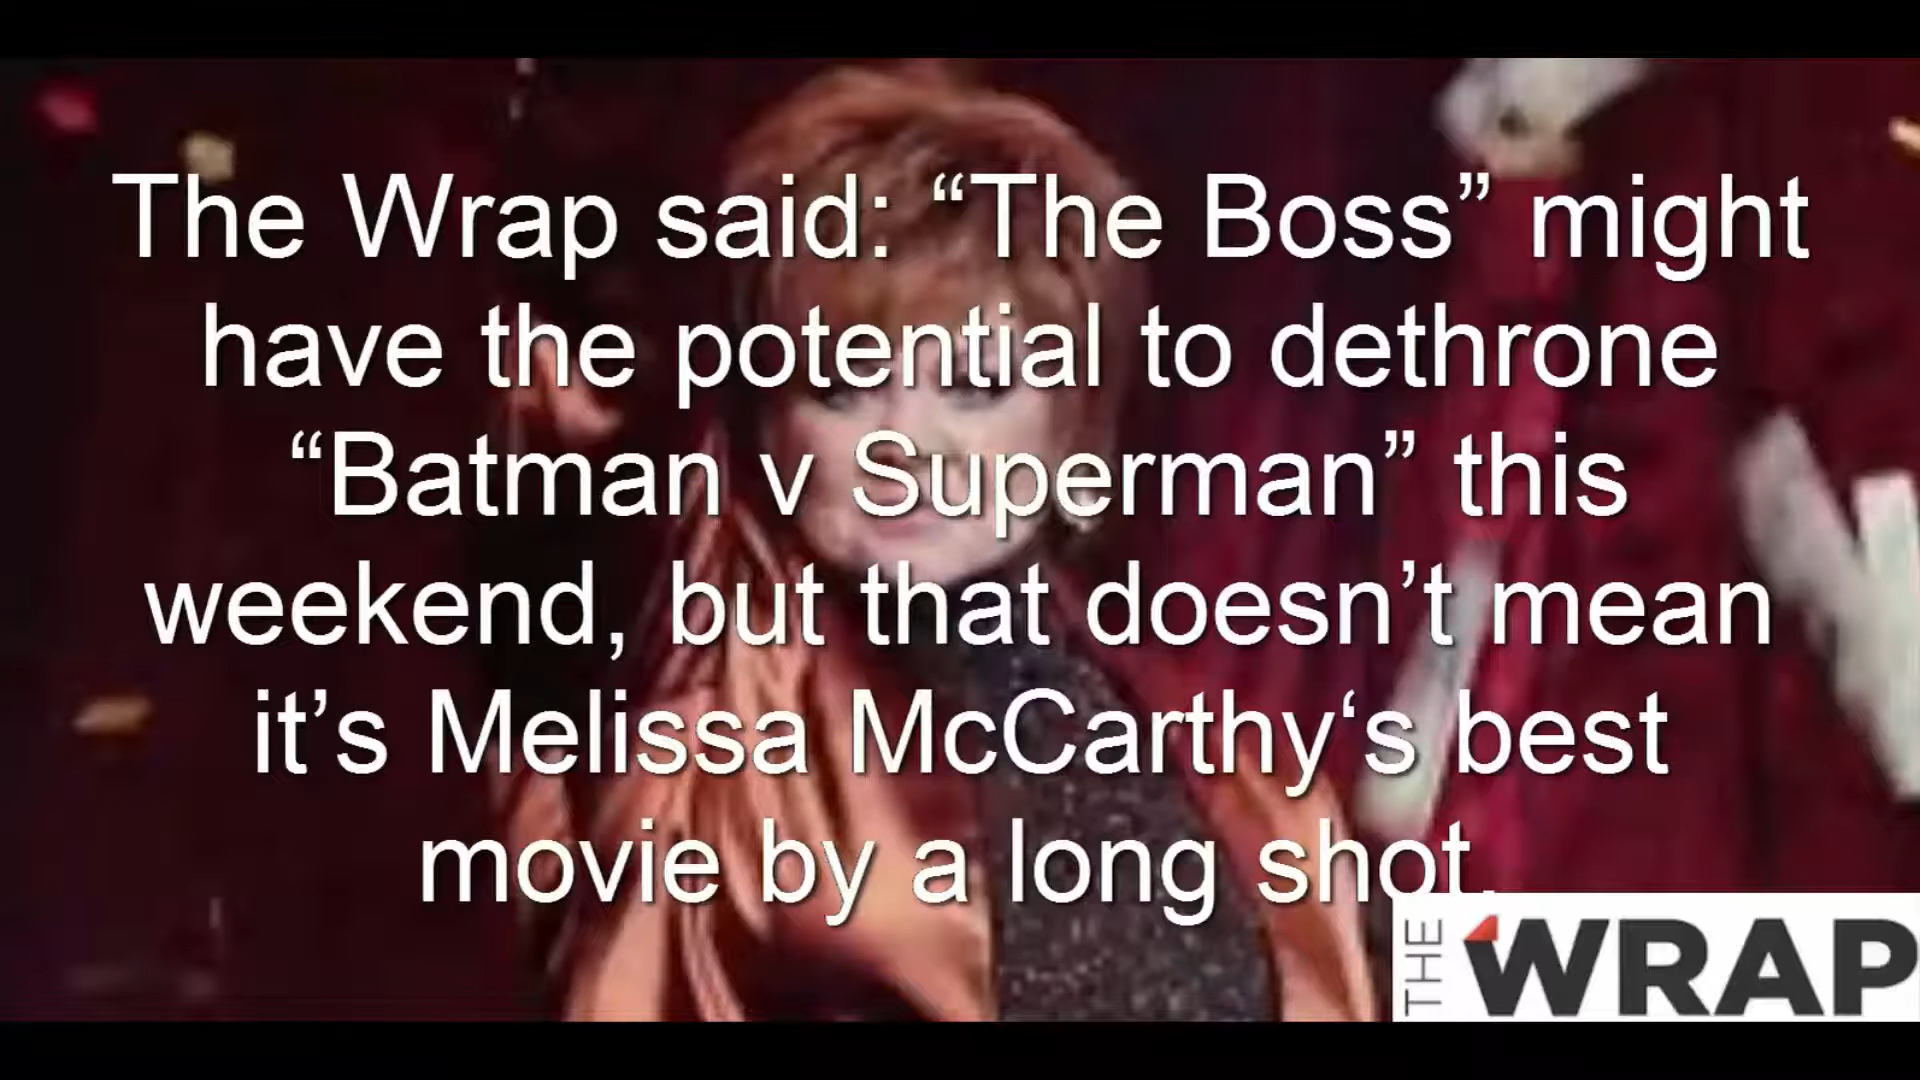 The Wrap said: “The Boss” might
have the potential to dethrone
“Batman v Superman” this
weekend, but that doesn’t mean
it’s Melissa McCarthy‘s best
movie by a long shot.
THE WRAP